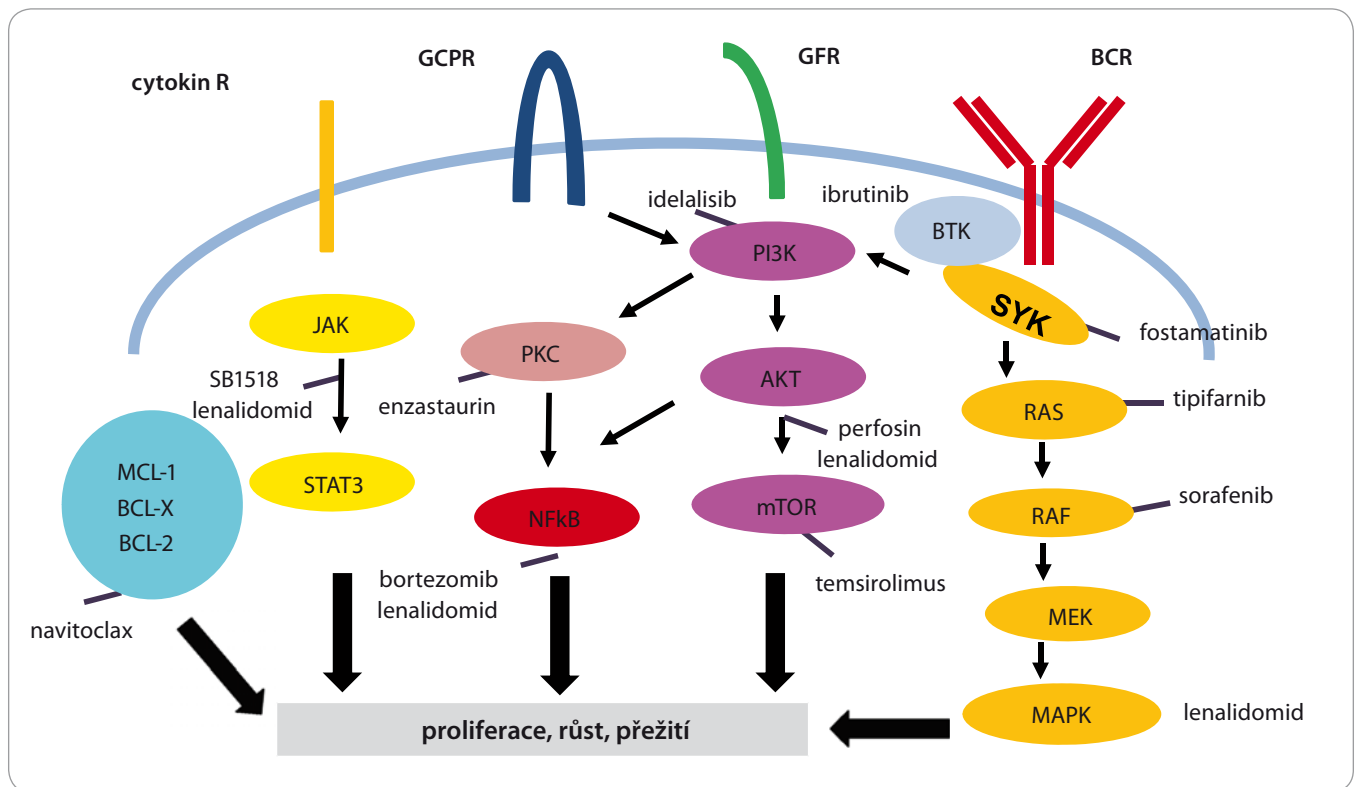 cytokin R
GCPR
GFR
BCR
idelalisib
ibrutinib
BTK
PI3K
SYK
fostamatinib
JAK
PKC
AKT
SB1518
lenalidomid
enzastaurin
RAS
tipifarnib
perfosin
lenalidomid
MCL-1
BCL-X
BCL-2
STAT3
NFkB
mTOR
RAF
sorafenib
bortezomib
lenalidomid
temsirolimus
navitoclax
MEK
MAPK
lenalidomid
proliferace, růst, přežití